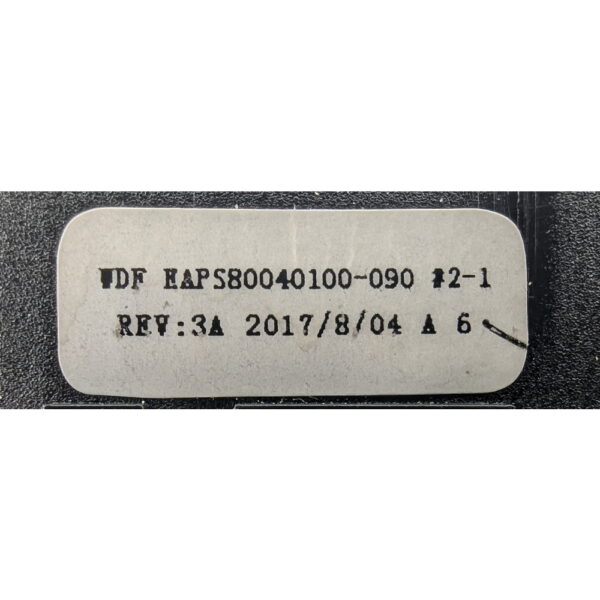 WDF EAPS80040100-090 #2-1
REV:3A 2017/8/04 A 6